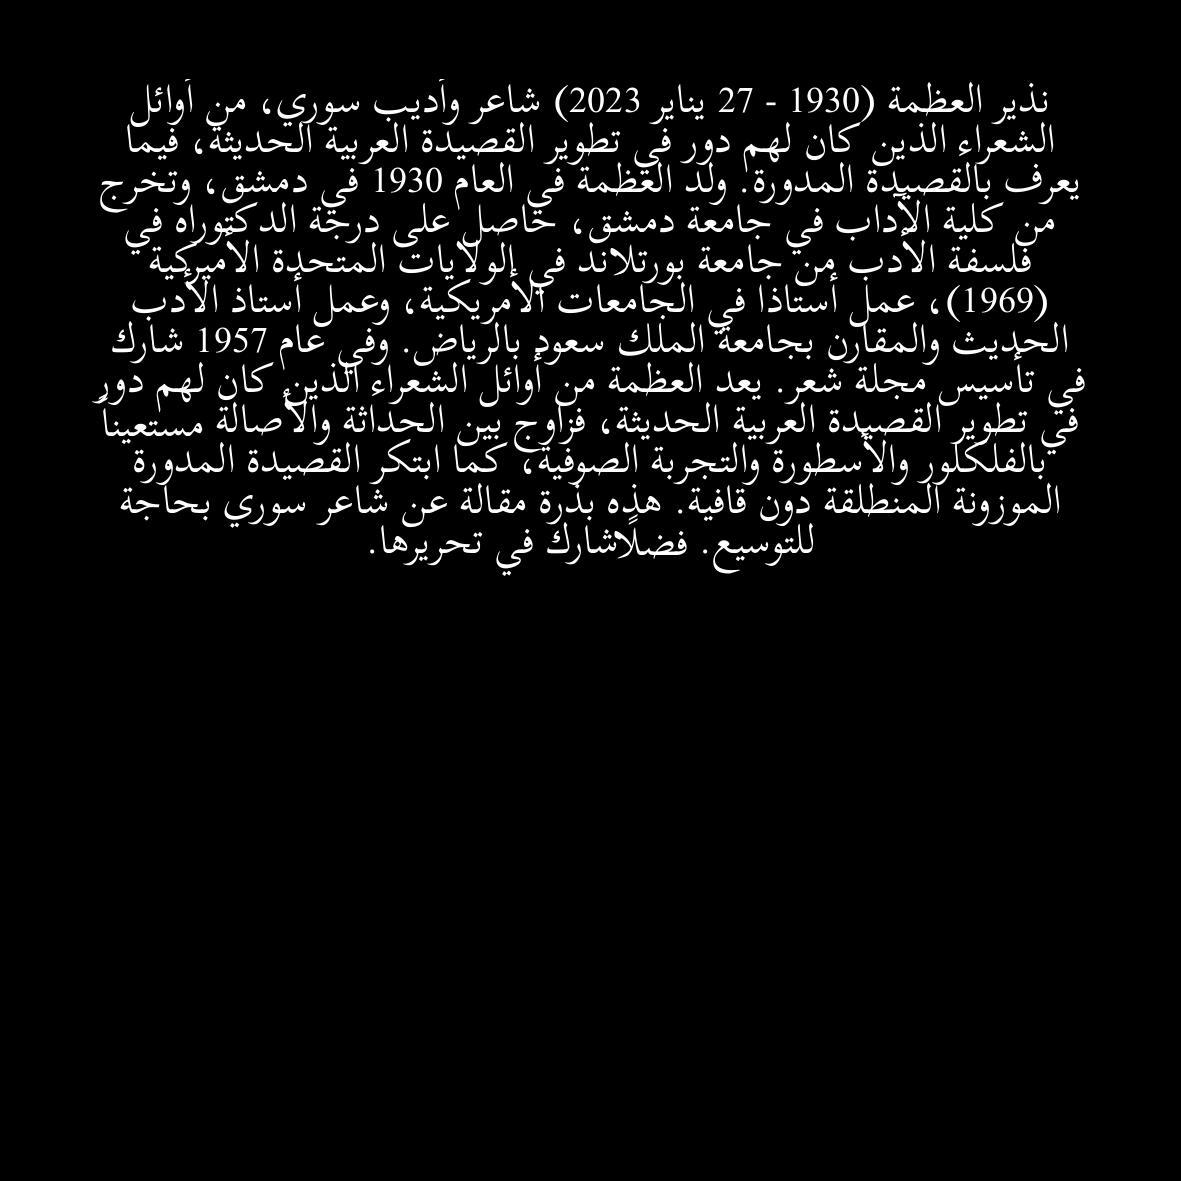 نذير العظمة (1930 - 27 يناير 2023) شاعر وأديب سوري، من أوائل
الشعراء الذين كان لهم دور في تطوير القصيدة العربية الحديثة، فيما
يعرف بالقصيدة المدورة. ولد العظمة في العام 1930 في دمشق، وتخرج
من كلية الآداب في جامعة دمشق، حاصل على درجة الدكتوراه في
فلسفة الأدب من جامعة بورتلاند في الولايات المتحدة الأميركية
(1969)، عمل أستاذا في الجامعات الأمريكية، وعمل أستاذ الأدب
الحديث والمقارن بجامعة الملك سعود بالرياض. وفي عام 1957 شارك
في تأسيس مجلة شعر. يعد العظمة من أوائل الشعراء الذين كان لهم دور
في تطوير القصيدة العربية الحديثة، فزاوج بين الحداثة والأصالة مستعيناً
بالفلكلور والأسطورة والتجربة الصوفية، كما ابتكر القصيدة المدورة
الموزونة المنطلقة دون قافية. هذه بذرة مقالة عن شاعر سوري بحاجة
للتوسيع. فضلًاشارك في تحريرها.